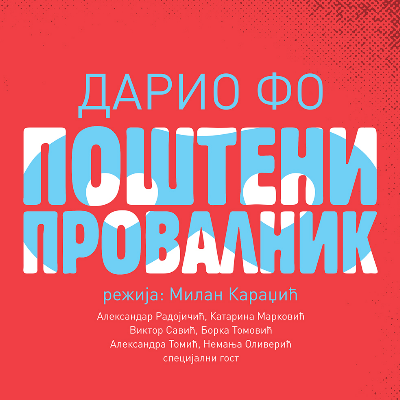 ДАРИО ФО
ПОШТЕНИ
ПРОВАЛНИК
режија: Милан Караџић
Александар Радојичић, Катарина Марковић
Виктор Савић, Борка Томовић
Александра Томић, Немања Оливерић
специјални гост